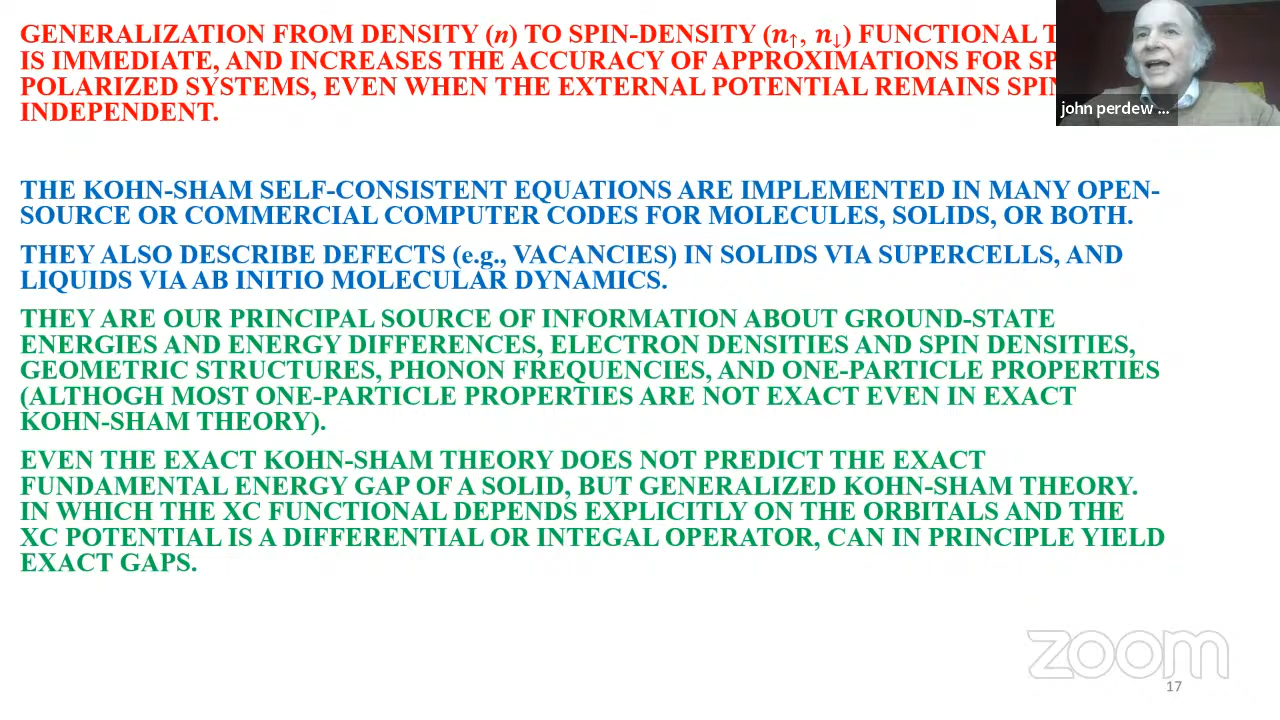 GENERALIZATION FROM DENSITY (n) TO SPIN-DENSITY (n↑, n↓) FUNCTIONAL
IS IMMEDIATE, AND INCREASES THE ACCURACY OF APPROXIMATIONS FOR
POLARIZED SYSTEMS, EVEN WHEN THE EXTERNAL POTENTIAL REMAINS
INDEPENDENT.
THE KOHN-SHAM SELF-CONSISTENT EQUATIONS ARE IMPLEMENTED IN MANY OPEN-
SOURCE OR COMMERCIAL COMPUTER CODES FOR MOLECULES, SOLIDS, OR BOTH.
THEY ALSO DESCRIBE DEFECTS (e.g., VACANCIES) IN SOLIDS VIA SUPERCELLS, AND
LIQUIDS VIA AB INITIO MOLECULAR DYNAMICS.
THEY ARE OUR PRINCIPAL SOURCE OF INFORMATION ABOUT GROUND-STATE
ENERGIES AND ENERGY DIFFERENCES, ELECTRON DENSITIES AND SPIN DENSITIES,
GEOMETRIC STRUCTURES, PHONON FREQUENCIES, AND ONE-PARTICLE PROPERTIES
(ALTHOGH MOST ONE-PARTICLE PROPERTIES ARE NOT EXACT EVEN IN EXACT
KOHN-SHAM THEORY).
EVEN THE EXACT KOHN-SHAM THEORY DOES NOT PREDICT THE EXACT
FUNDAMENTAL ENERGY GAP OF A SOLID, BUT GENERALIZED KOHN-SHAM THEORY.
IN WHICH THE XC FUNCTIONAL DEPENDS EXPLICITLY ON THE ORBITALS AND THE
XC POTENTIAL IS A DIFFERENTIAL OR INTEGAL OPERATOR, CAN IN PRINCIPLE YIELD
EXACT GAPS.
john perdew ...
zoom
17